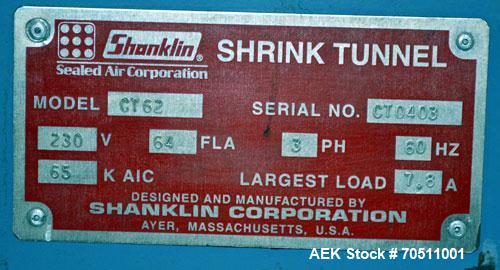 Shanklin® SHRINK TUNNEL
Sealed Air Corporation
MODEL CT62 SERIAL NO. CT0403
230 V 64 FLA 3 PH 60 HZ
65 K AIC LARGEST LOAD 7.8 A
DESIGNED AND MANUFACTURED BY
SHANKLIN CORPORATION
AYER, MASSACHUSETTS, U.S.A.
AEK Stock # 70511001